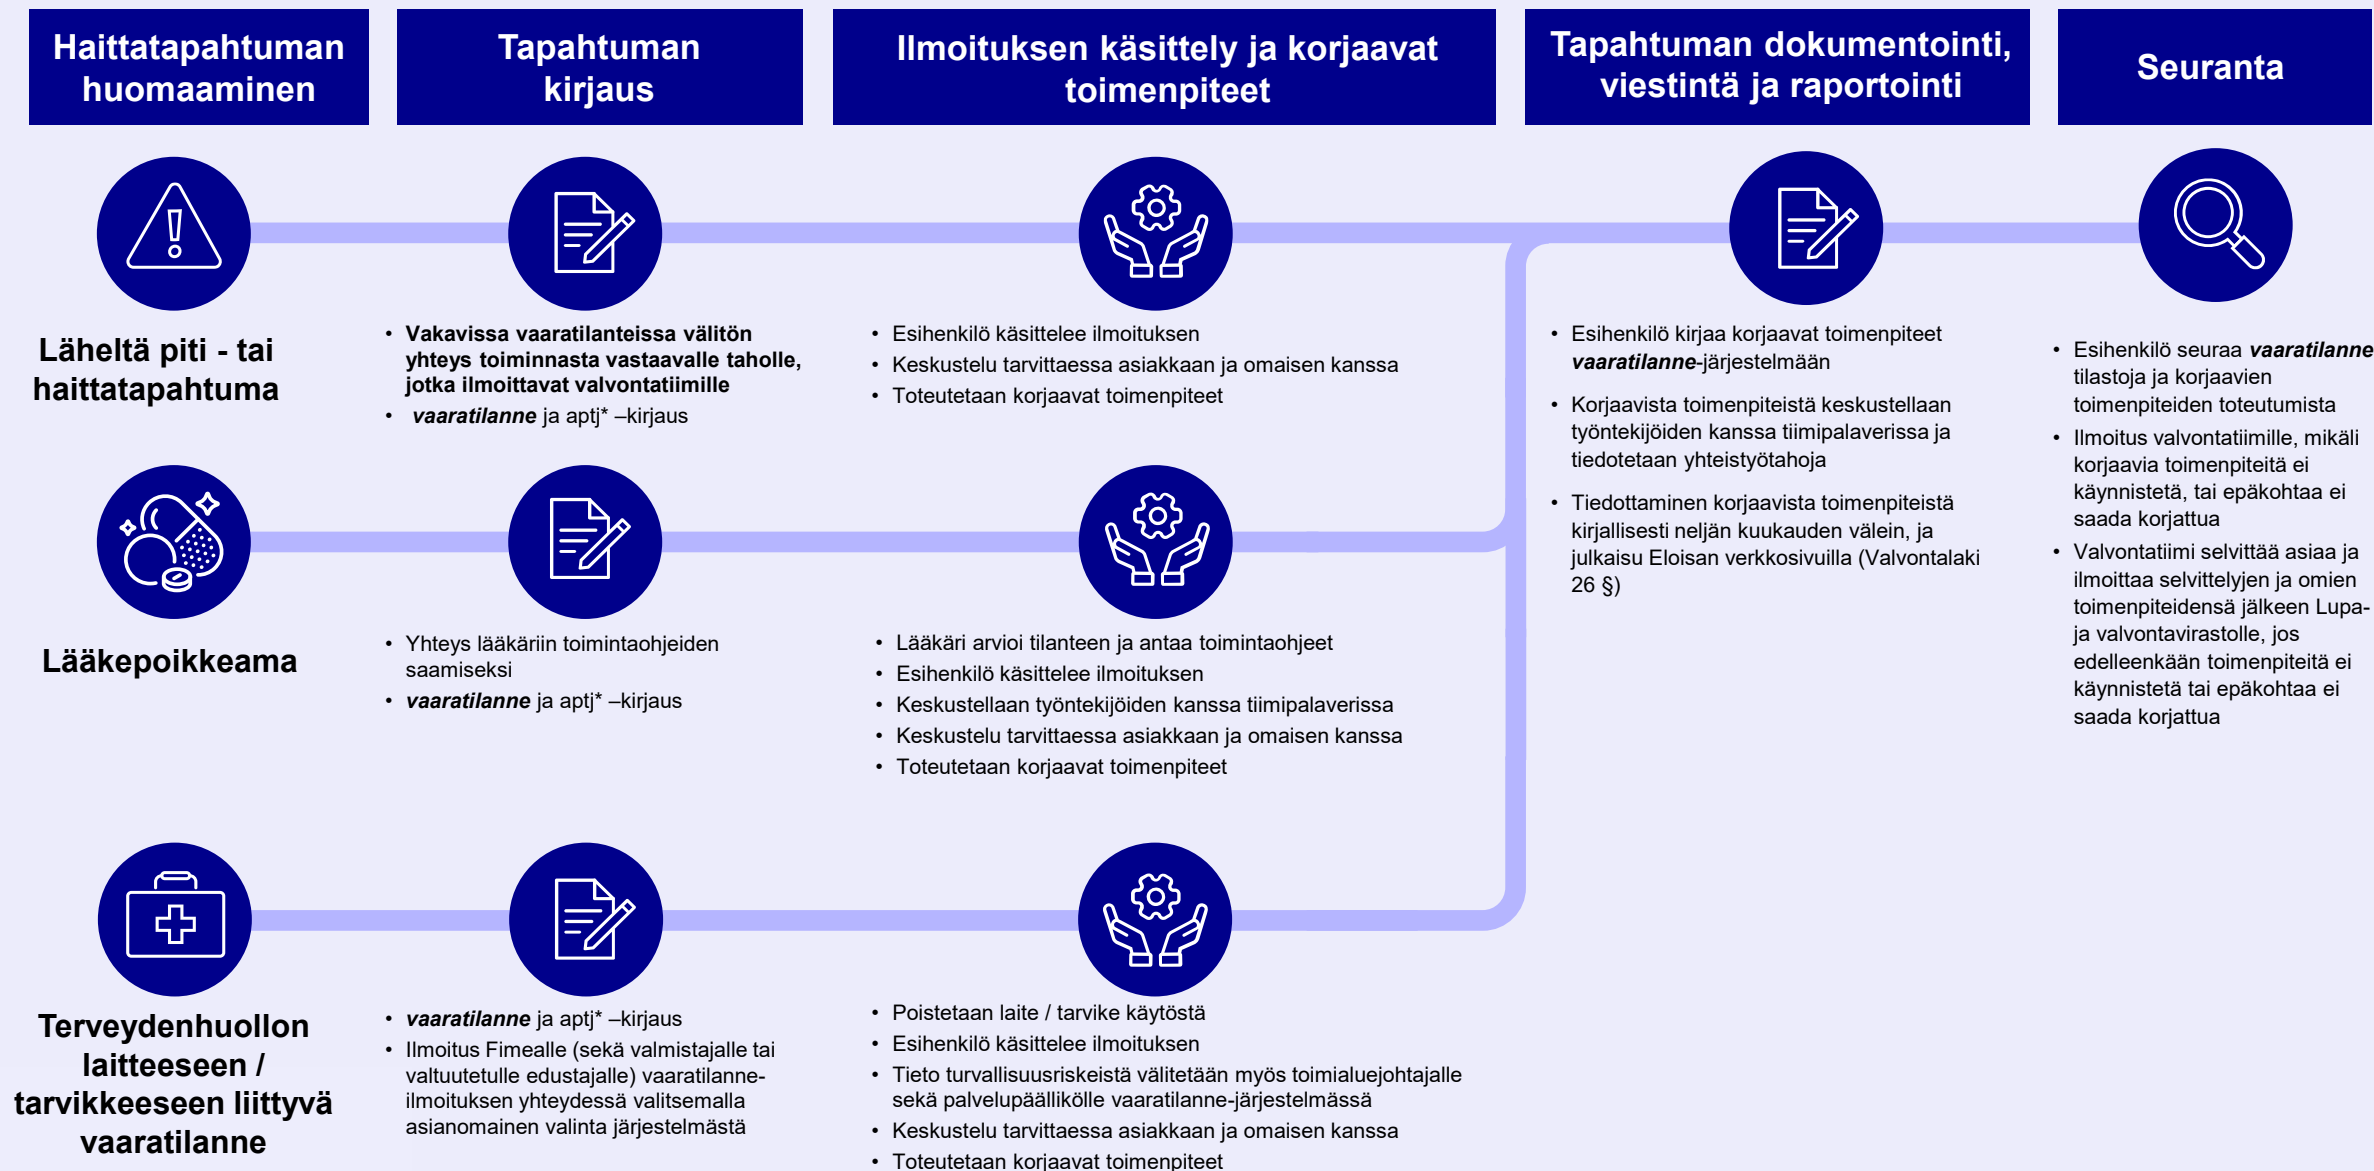 Haittatapahtuman
huomaaminen
Tapahtuman
kirjaus
Ilmoituksen käsittely ja korjaavat
toimenpiteet
Tapahtuman dokumentointi,
viestintä ja raportointi
Seuranta
Läheltä piti - tai
haittatapahtuma
• Vakavissa vaaratilanteissa välitön
yhteys toiminnasta vastaavalle taholle,
jotka ilmoittavat valvontatiimille
• vaaratilanne ja aptj* –kirjaus
• Esihenkilö käsittelee ilmoituksen
• Keskustelu tarvittaessa asiakkaan ja omaisen kanssa
• Toteutetaan korjaavat toimenpiteet
• Esihenkilö kirjaa korjaavat toimenpiteet
vaaratilanne-järjestelmään
• Korjaavista toimenpiteistä keskustellaan
työntekijöiden kanssa tiimipalaverissa ja
tiedotetaan yhteistyötahoja
• Tiedottaminen korjaavista toimenpiteistä
kirjallisesti neljän kuukauden välein, ja
julkaisu Eloisan verkkosivuilla (Valvontalaki
26 §)
• Esihenkilö seuraa vaaratilanne
tilastoja ja korjaavien
toimenpiteiden toteutumista
• Ilmoitus valvontatiimille, mikäli
korjaavia toimenpiteitä ei
käynnistetä, tai epäkohtaa ei
saada korjattua
• Valvontatiimi selvittää asiaa ja
ilmoittaa selvittelyjen ja omien
toimenpiteidensä jälkeen Lupa-
ja valvontavirastolle, jos
edelleenkään toimenpiteitä ei
käynnistetä tai epäkohtaa ei
saada korjattua
Lääkepoikkeama
• Yhteys lääkäriin toimintaohjeiden
saamiseksi
• vaaratilanne ja aptj* –kirjaus
• Lääkäri arvioi tilanteen ja antaa toimintaohjeet
• Esihenkilö käsittelee ilmoituksen
• Keskustellaan työntekijöiden kanssa tiimipalaverissa
• Keskustelu tarvittaessa asiakkaan ja omaisen kanssa
• Toteutetaan korjaavat toimenpiteet
Terveydenhuollon
laitteeseen /
tarvikkeeseen liittyvä
vaaratilanne
• vaaratilanne ja aptj* –kirjaus
• Ilmoitus Fimealle (sekä valmistajalle tai
valtuutetulle edustajalle) vaaratilanne-
ilmoituksen yhteydessä valitsemalla
asianomainen valinta järjestelmästä
• Poistetaan laite / tarvike käytöstä
• Esihenkilö käsittelee ilmoituksen
• Tieto turvallisuusriskeistä välitetään myös toimialuejohtajalle
sekä palvelupäällikölle vaaratilanne-järjestelmässä
• Keskustelu tarvittaessa asiakkaan ja omaisen kanssa
• Toteutetaan korjaavat toimenpiteet